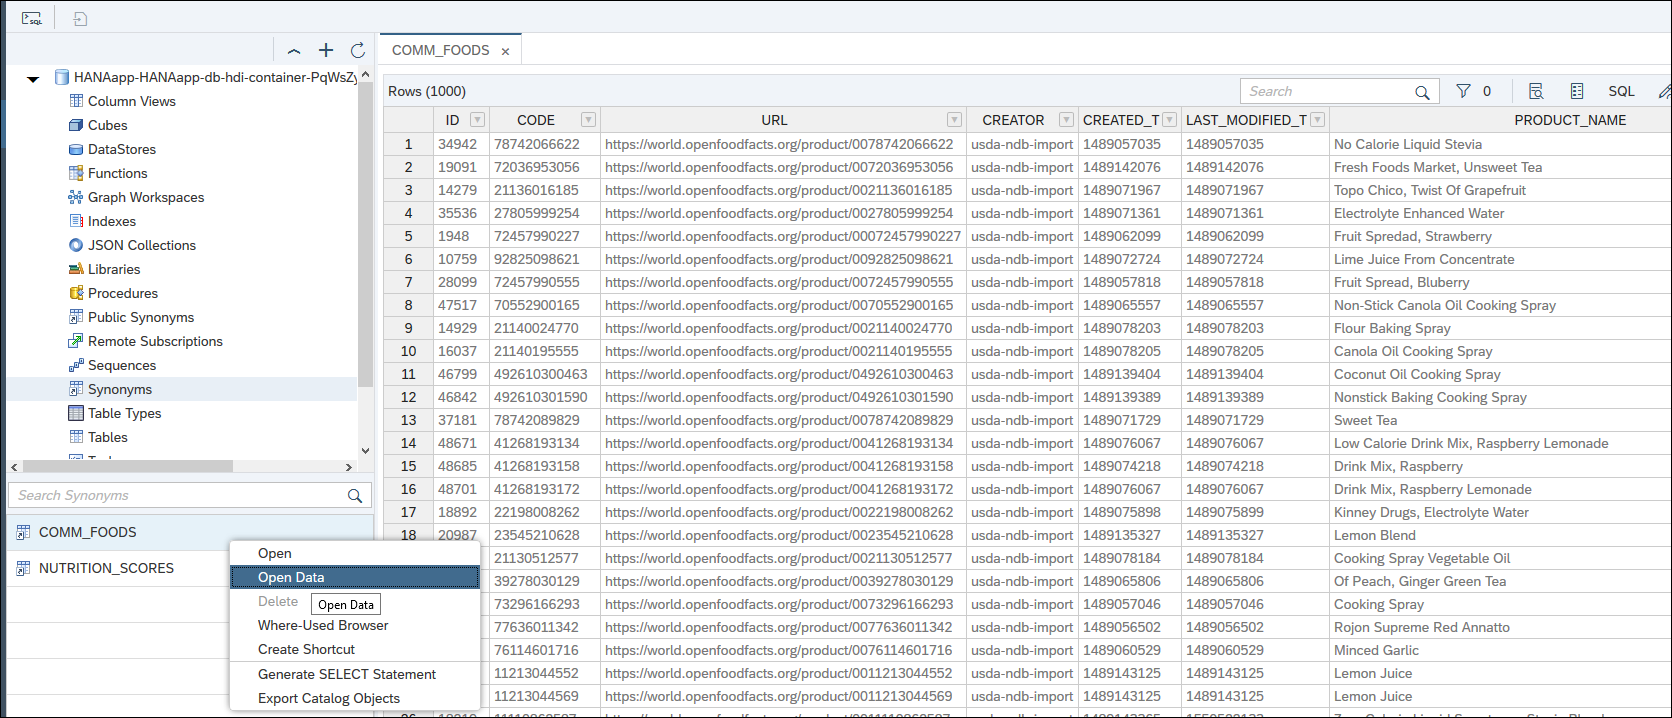 SQL
COMM_FOODS ×
HANAapp-HANAapp-db-hdi-container-PqWsZy
Column Views
Cubes
DataStores
Functions
Graph Workspaces
Indexes
JSON Collections
Libraries
Procedures
Public Synonyms
Remote Subscriptions
Sequences
Synonyms
Table Types
Tables
Search Synonyms
COMM_FOODS
NUTRITION_SCORES
Open
Open Data
Delete
Open Data
Where-Used Browser
Create Shortcut
Generate SELECT Statement
Export Catalog Objects
Rows (1000)
Search
0
SQL
ID CODE URL CREATOR CREATED_T LAST_MODIFIED_T PRODUCT_NAME
1 34942 78742066622 https://world.openfoodfacts.org/product/0078742066622 usda-ndb-import 1489057035 1489057035 No Calorie Liquid Stevia
2 19091 72036953056 https://world.openfoodfacts.org/product/0072036953056 usda-ndb-import 1489142076 1489142076 Fresh Foods Market, Unsweet Tea
3 14279 21136016185 https://world.openfoodfacts.org/product/0021136016185 usda-ndb-import 1489071967 1489071967 Topo Chico, Twist Of Grapefruit
4 35536 27805999254 https://world.openfoodfacts.org/product/0027805999254 usda-ndb-import 1489071361 1489071361 Electrolyte Enhanced Water
5 1948 72457990227 https://world.openfoodfacts.org/product/00072457990227 usda-ndb-import 1489062099 1489062099 Fruit Spredad, Strawberry
6 10759 92825098621 https://world.openfoodfacts.org/product/0092825098621 usda-ndb-import 1489072724 1489072724 Lime Juice From Concentrate
7 28099 72457990555 https://world.openfoodfacts.org/product/0072457990555 usda-ndb-import 1489057818 1489057818 Fruit Spread, Bluberry
8 47517 70552900165 https://world.openfoodfacts.org/product/0070552900165 usda-ndb-import 1489065557 1489065557 Non-Stick Canola Oil Cooking Spray
9 14929 21140024770 https://world.openfoodfacts.org/product/0021140024770 usda-ndb-import 1489078203 1489078203 Flour Baking Spray
10 16037 21140195555 https://world.openfoodfacts.org/product/0021140195555 usda-ndb-import 1489078205 1489078205 Canola Oil Cooking Spray
11 46799 492610300463 https://world.openfoodfacts.org/product/0492610300463 usda-ndb-import 1489139404 1489139404 Coconut Oil Cooking Spray
12 46842 492610301590 https://world.openfoodfacts.org/product/0492610301590 usda-ndb-import 1489139389 1489139389 Nonstick Baking Cooking Spray
13 37181 78742089829 https://world.openfoodfacts.org/product/0078742089829 usda-ndb-import 1489071729 1489071729 Sweet Tea
14 48671 41268193134 https://world.openfoodfacts.org/product/0041268193134 usda-ndb-import 1489076067 1489076067 Low Calorie Drink Mix, Raspberry Lemonade
15 48685 41268193158 https://world.openfoodfacts.org/product/0041268193158 usda-ndb-import 1489074218 1489074218 Drink Mix, Raspberry
16 48701 41268193172 https://world.openfoodfacts.org/product/0041268193172 usda-ndb-import 1489076067 1489076067 Drink Mix, Raspberry Lemonade
17 18892 22198008262 https://world.openfoodfacts.org/product/0022198008262 usda-ndb-import 1489075898 1489075899 Kinney Drugs, Electrolyte Water
18 20987 23545210628 https://world.openfoodfacts.org/product/0023545210628 usda-ndb-import 1489135327 1489135327 Lemon Blend
21130512577 https://world.openfoodfacts.org/product/0021130512577 usda-ndb-import 1489078184 1489078184 Cooking Spray Vegetable Oil
39278030129 https://world.openfoodfacts.org/product/0039278030129 usda-ndb-import 1489065806 1489065806 Of Peach, Ginger Green Tea
73296166293 https://world.openfoodfacts.org/product/0073296166293 usda-ndb-import 1489057046 1489057046 Cooking Spray
77636011342 https://world.openfoodfacts.org/product/0077636011342 usda-ndb-import 1489056502 1489056502 Rojon Supreme Red Annatto
76114601716 https://world.openfoodfacts.org/product/0076114601716 usda-ndb-import 1489060529 1489060529 Minced Garlic
11213044552 https://world.openfoodfacts.org/product/0011213044552 usda-ndb-import 1489143125 1489143125 Lemon Juice
11213044569 https://world.openfoodfacts.org/product/0011213044569 usda-ndb-import 1489143125 1489143125 Lemon Juice